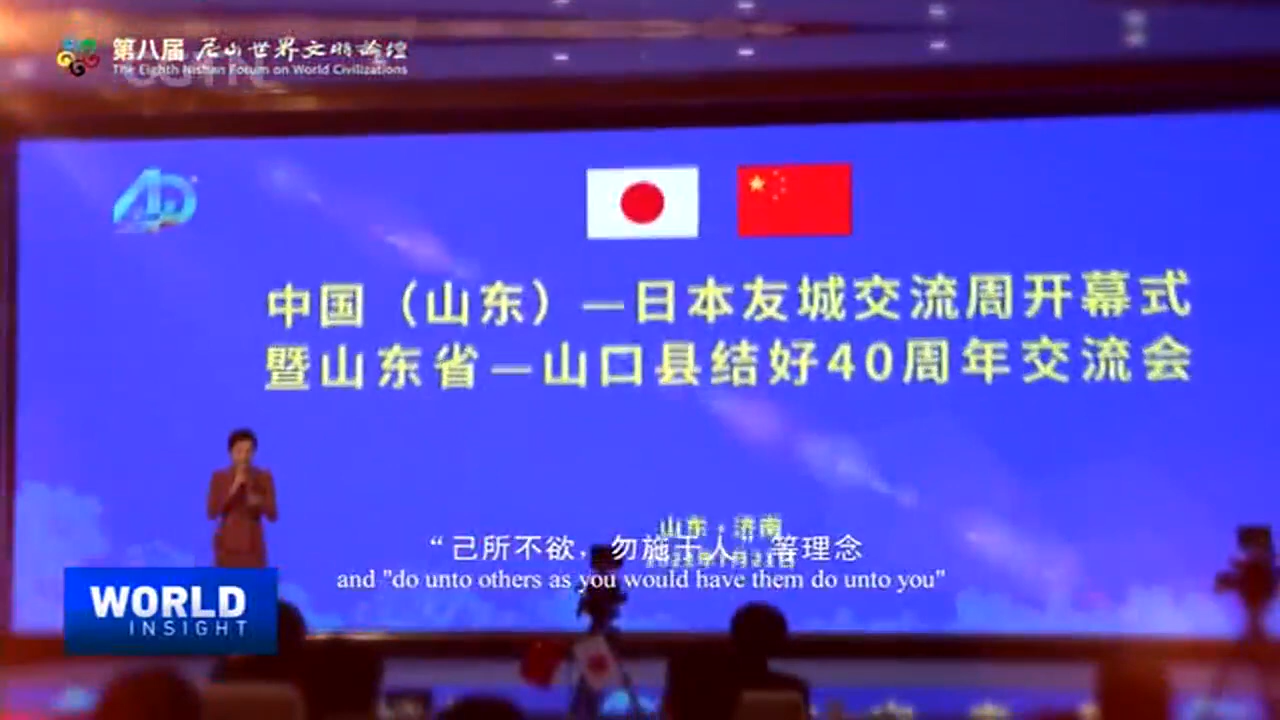 第八届 尼山世界文明论坛
The Eighth Nishan Forum on World Civilizations
中国（山东）—日本友城交流周开幕式
暨山东省—山口县结好40周年交流会
山东·济南
“己所不欲，勿施于人”等理念
and "do unto others as you would have them do unto you"
WORLD
INSIGHT